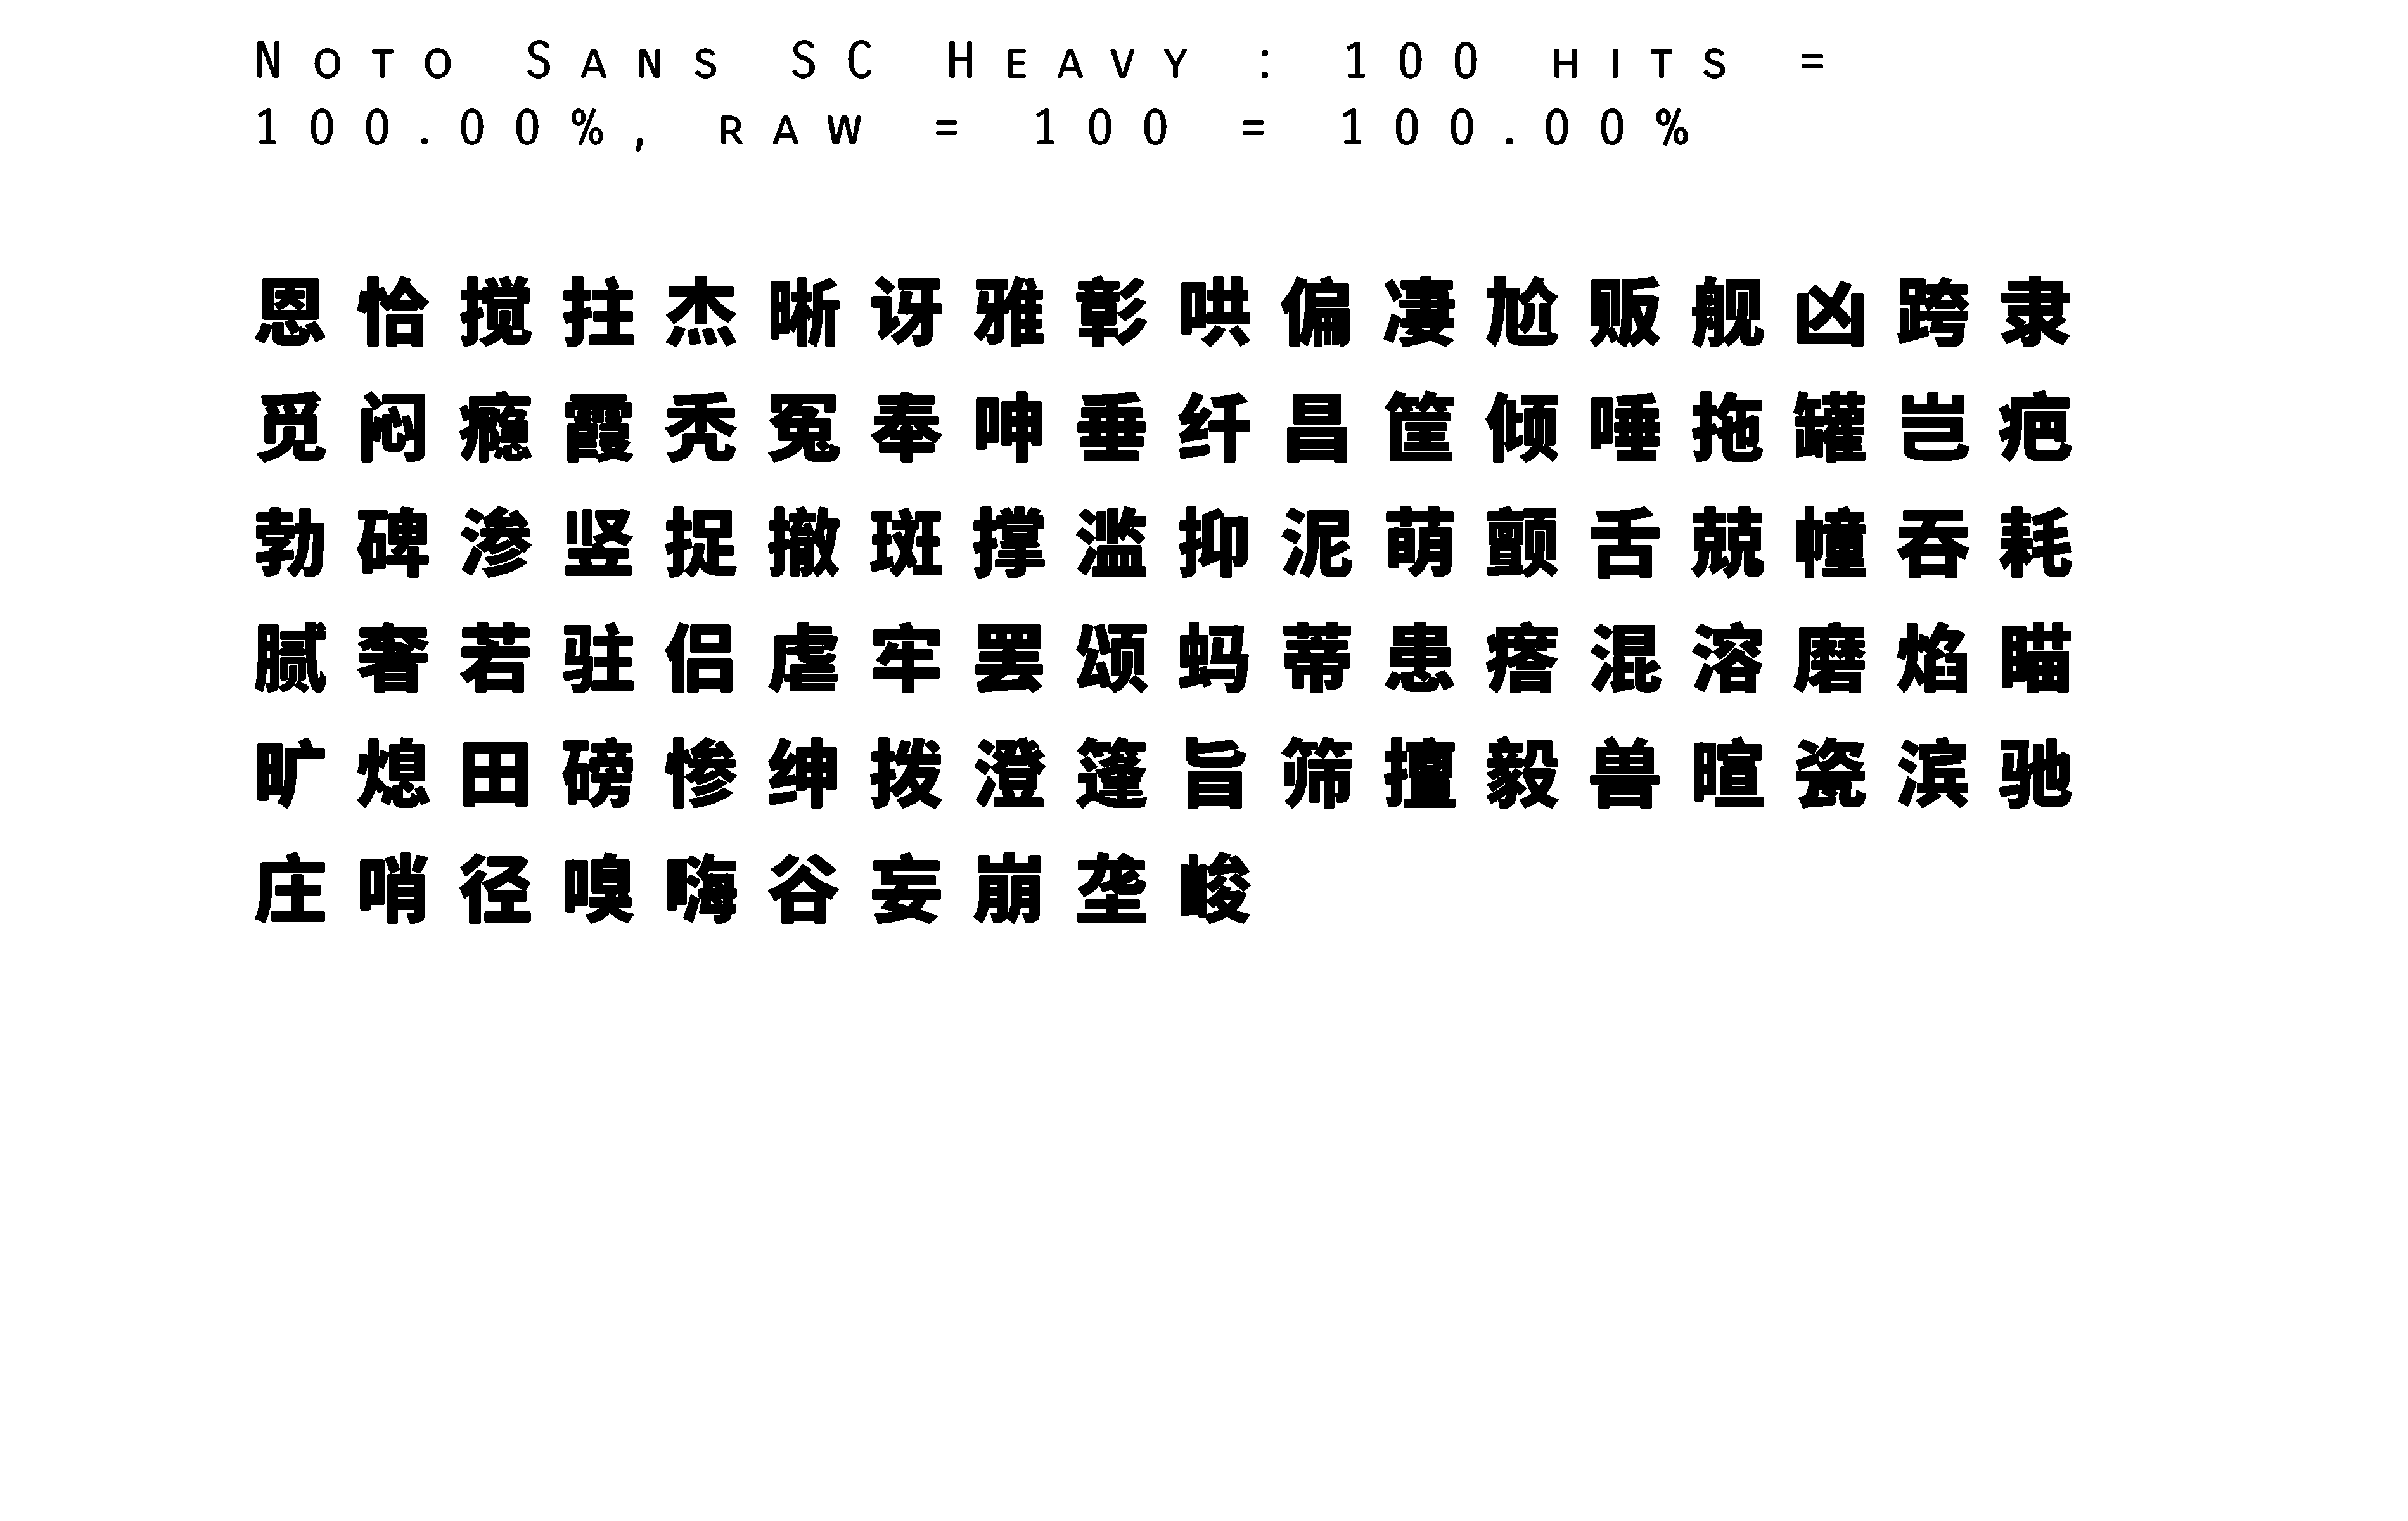 Noto Sans SC Heavy : 100 hits =
100.00%, raw = 100 = 100.00%
恩恰搅拄杰晰讶雅彰哄偏凄尬贩舰凶跨隶
觅闷瘾霞秃冤奉呻垂纤昌筐倾唾拖罐岂疤
勃碑渗竖捉撤斑撑滥抑泥萌颤舌兢幢吞耗
腻奢若驻侣虐牢罢颂蚂蒂患瘩混溶磨焰瞄
旷熄田磅惨绅拨澄篷旨筛擅毅兽暄瓷滨驰
庄哨径嗅嗨谷妄崩垄峻